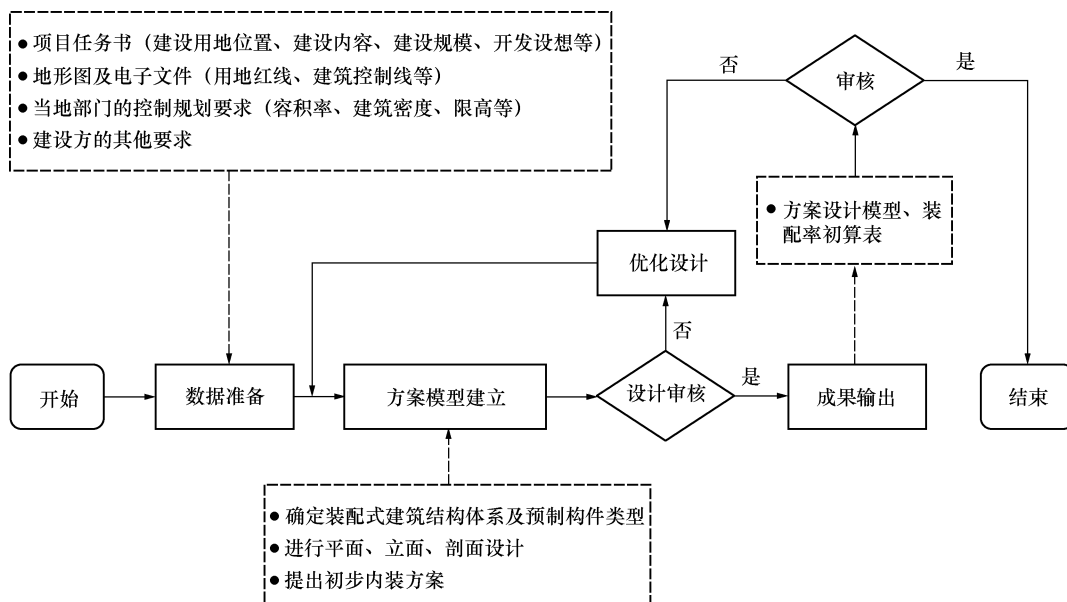 ● 项目任务书（建设用地位置、建设内容、建设规模、开发设想等）
● 地形图及电子文件（用地红线、建筑控制线等）
● 当地部门的控制规划要求（容积率、建筑密度、限高等）
● 建设方的其他要求
否
审核
是
● 方案设计模型、装
配率初算表
优化设计
否
开始
数据准备
方案模型建立
设计审核
是
成果输出
结束
● 确定装配式建筑结构体系及预制构件类型
● 进行平面、立面、剖面设计
● 提出初步内装方案